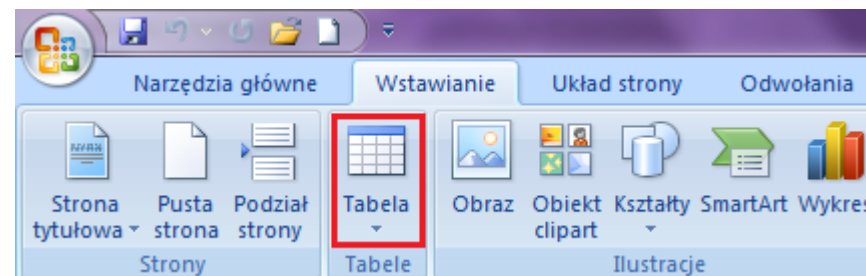 Narzędzia główne Wstawianie Układ strony Odwołania
Strona tytułowa Pusta strona Podział strony Tabela Obraz Obiekt clipart Kształty SmartArt Wykres
Strony Tabele Ilustracje